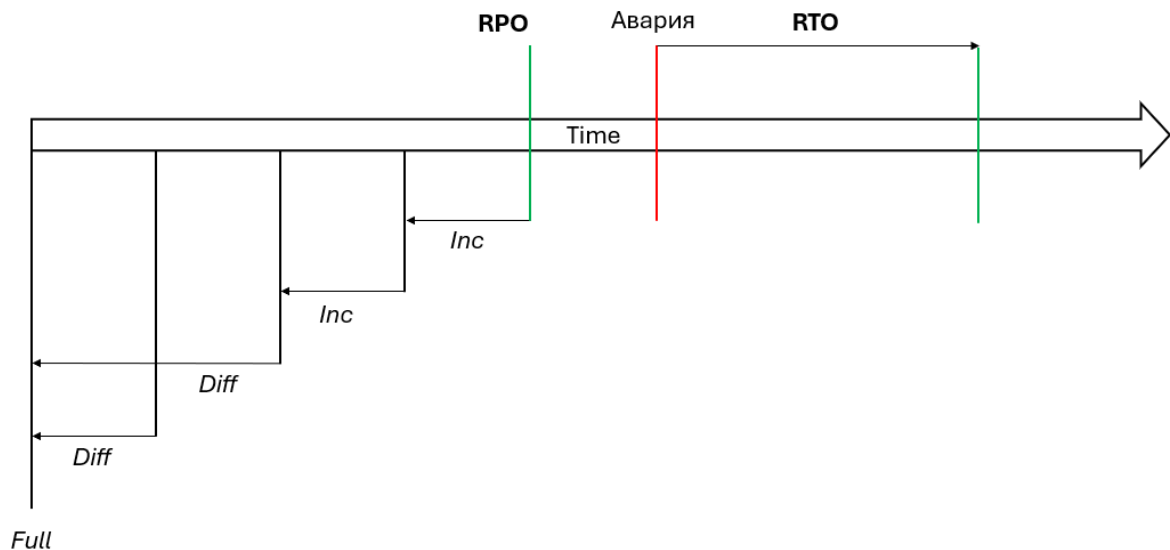 RPO
Авария
RTO
Time
Inc
Inc
Diff
Diff
Full